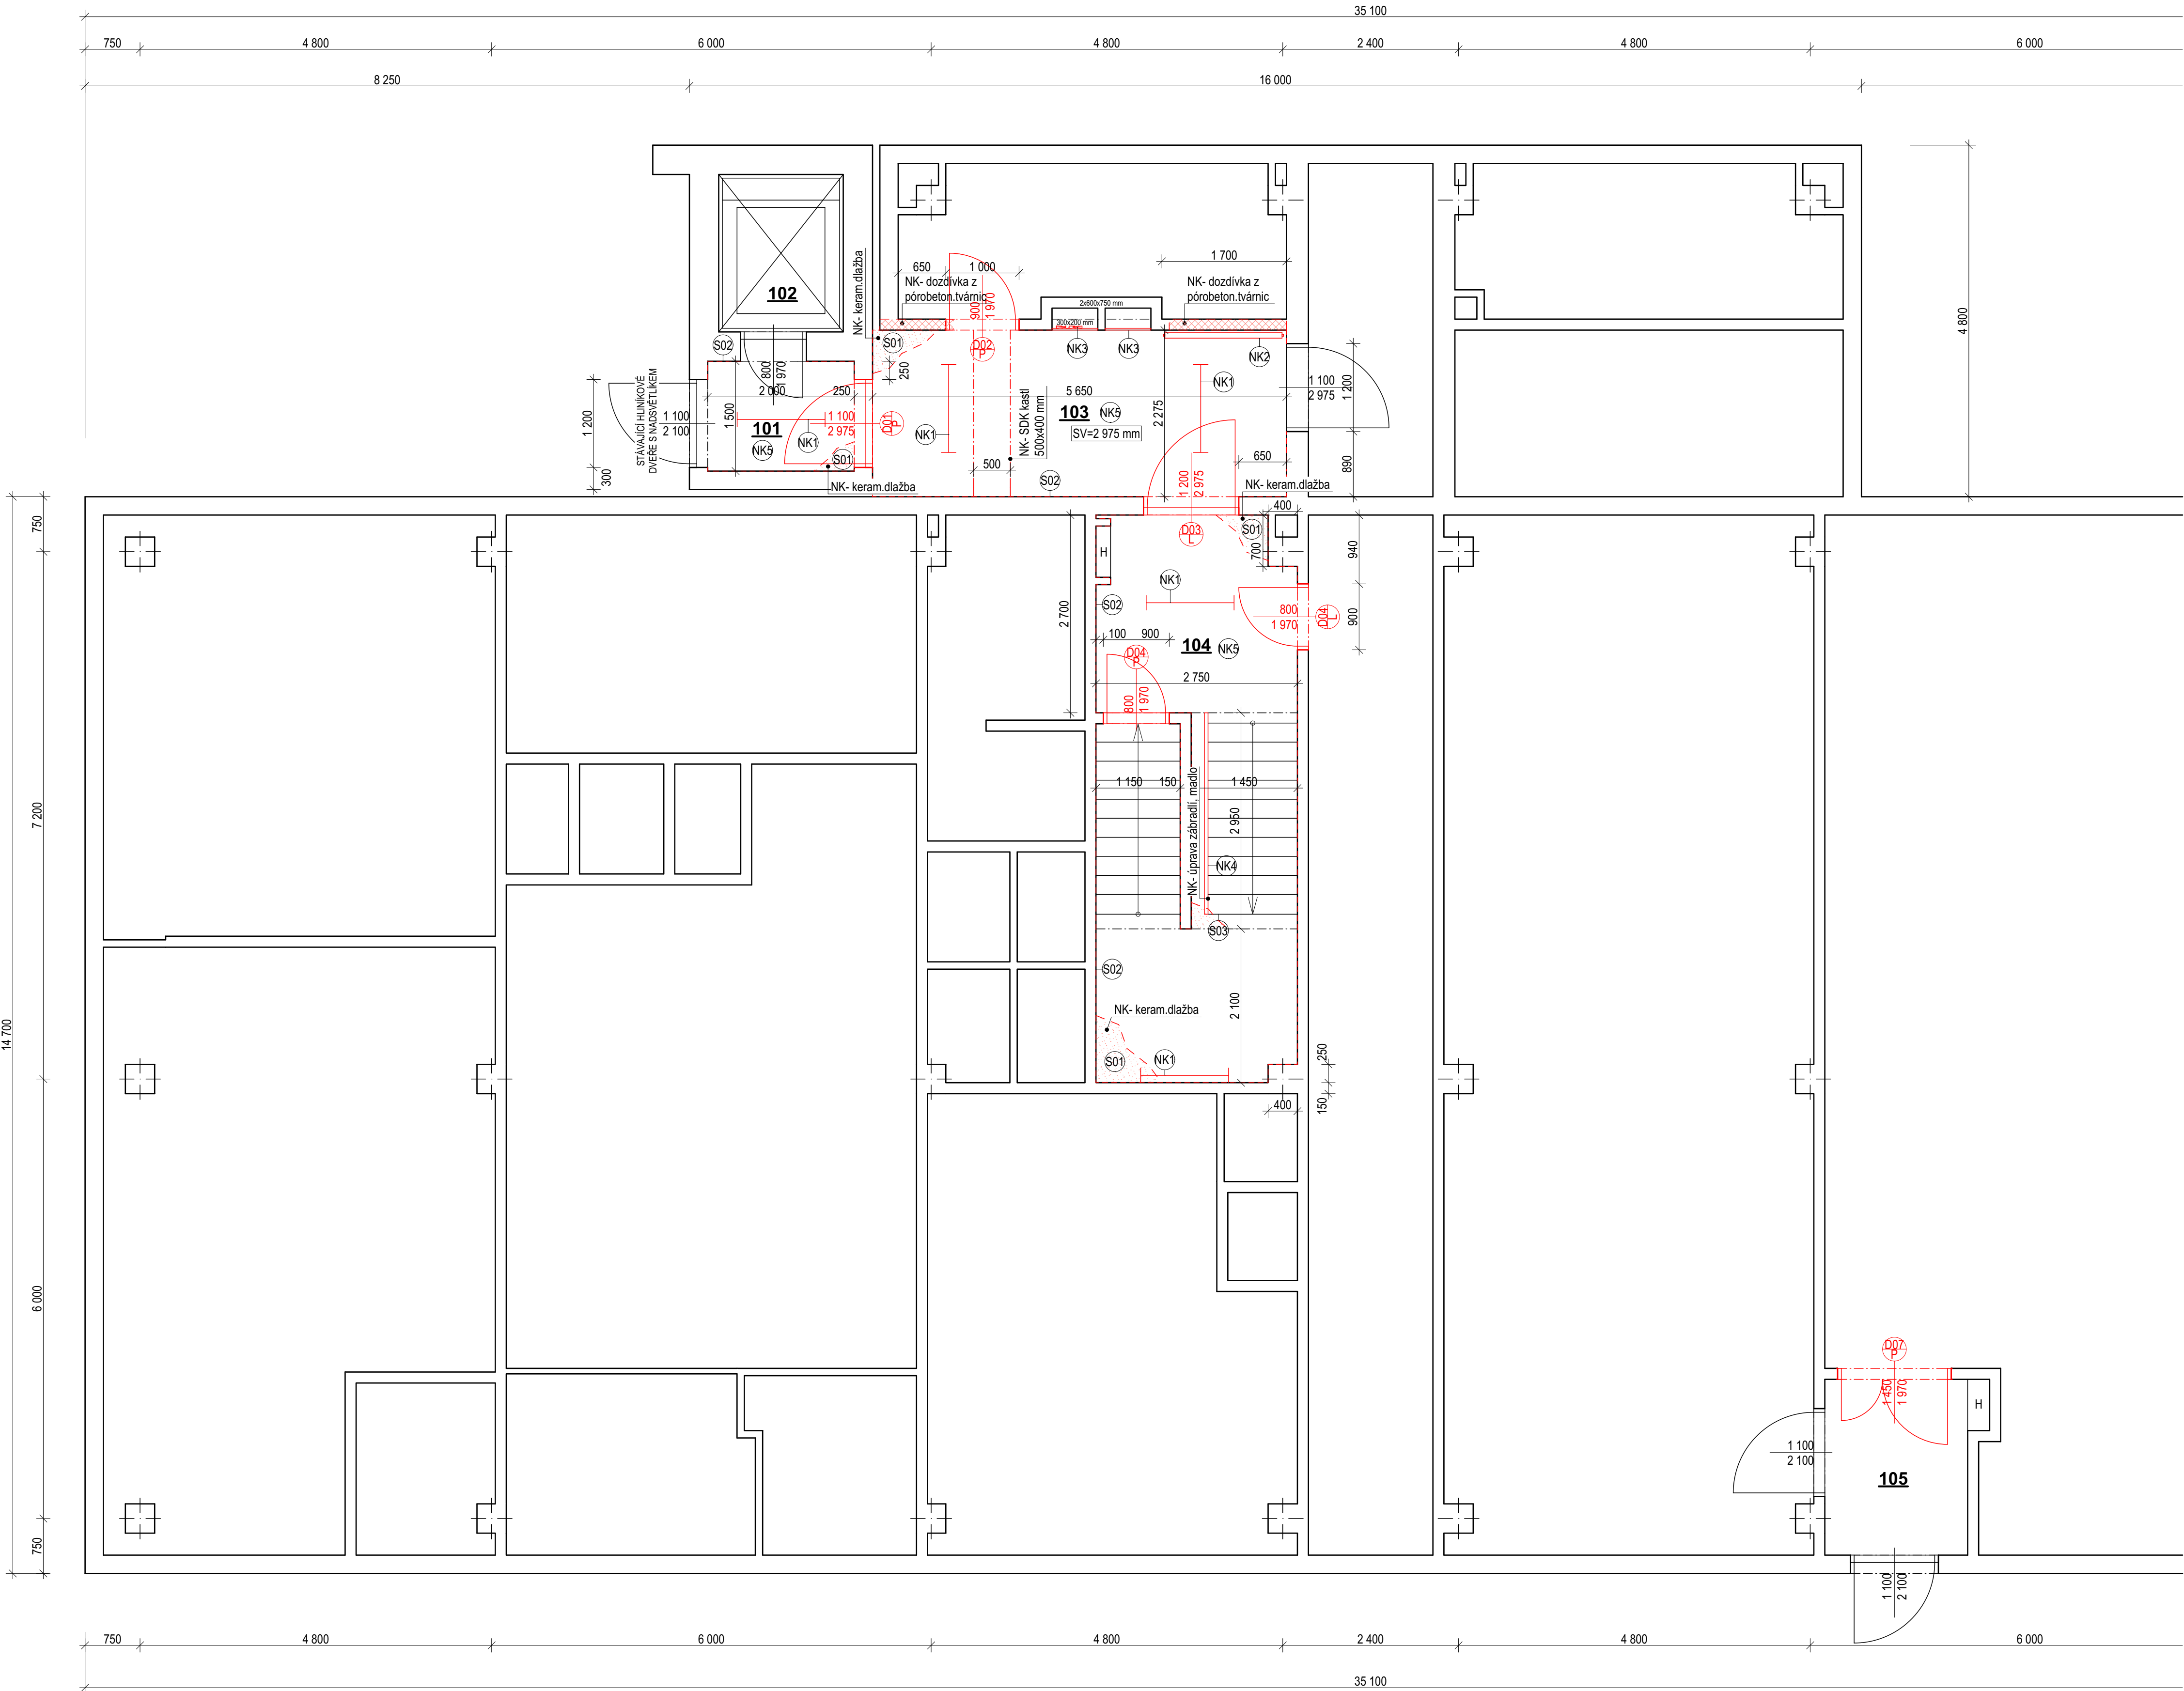 35 100
750
4 800
6 000
4 800
2 400
4 800
6 000
8 250
16 000
4 800
102
NK- keram.dlažba
650
1 000
NK- dozdívka z
pórobeton.tvárnic
900
1 970
D02
P
1 700
NK- dozdívka z
pórobeton.tvárnic
2x600x750 mm
300x200 mm
NK3
NK3
NK2
S02
S01
250
800
1 970
2 000
250
5 650
1 100
2 975
1 200
STÁVAJÍCÍ HLINÍKOVÉ
DVEŘE S NADSVĚTLÍKEM
1 200
300
1 100
2 100
1 500
101
NK5
NK1
1 100
2 975
D01
P
S01
NK- keram.dlažba
NK1
500
NK- SDK kastl
500x400 mm
103
NK5
SV=2 975 mm
2 275
NK1
S02
1 200
2 975
650
890
NK- keram.dlažba
400
D03
L
S01
700
H
940
750
NK1
S02
2 700
800
1 970
D04
L
900
100
900
104
NK5
D04
P
800
1 970
2 750
7 200
1 150
150
1 450
NK- úprava zábradlí, madlo
2 950
NK4
S03
S02
2 100
NK- keram.dlažba
S01
NK1
250
150
400
14 700
6 000
D07
P
1 450
1 970
H
1 100
2 100
105
750
1 100
2 100
750
4 800
6 000
4 800
2 400
4 800
6 000
35 100